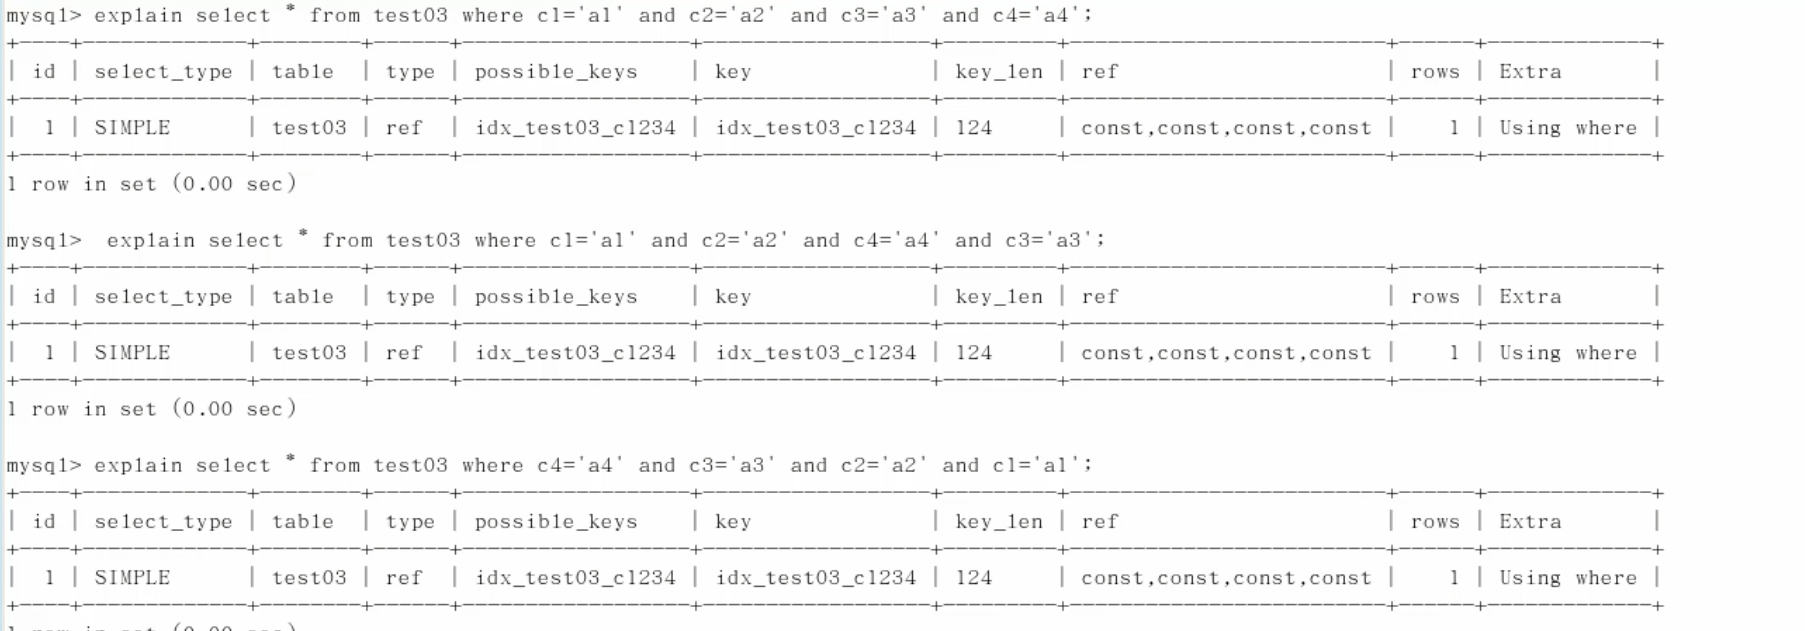 mysql> explain select * from test03 where c1='a1' and c2='a2' and c3='a3' and c4='a4';
+----+-------------+--------+------+------------------+------------------+---------+-------------------------+------+-------------+
| id | select_type | table | type | possible_keys | key | key_len | ref | rows | Extra |
+----+-------------+--------+------+------------------+------------------+---------+-------------------------+------+-------------+
| 1 | SIMPLE | test03 | ref | idx_test03_c1234 | idx_test03_c1234 | 124 | const,const,const,const | 1 | Using where |
+----+-------------+--------+------+------------------+------------------+---------+-------------------------+------+-------------+
1 row in set (0.00 sec)
mysql>  explain select * from test03 where c1='a1' and c2='a2' and c4='a4' and c3='a3';
+----+-------------+--------+------+------------------+------------------+---------+-------------------------+------+-------------+
| id | select_type | table | type | possible_keys | key | key_len | ref | rows | Extra |
+----+-------------+--------+------+------------------+------------------+---------+-------------------------+------+-------------+
| 1 | SIMPLE | test03 | ref | idx_test03_c1234 | idx_test03_c1234 | 124 | const,const,const,const | 1 | Using where |
+----+-------------+--------+------+------------------+------------------+---------+-------------------------+------+-------------+
1 row in set (0.00 sec)
mysql> explain select * from test03 where c4='a4' and c3='a3' and c2='a2' and c1='a1';
+----+-------------+--------+------+------------------+------------------+---------+-------------------------+------+-------------+
| id | select_type | table | type | possible_keys | key | key_len | ref | rows | Extra |
+----+-------------+--------+------+------------------+------------------+---------+-------------------------+------+-------------+
| 1 | SIMPLE | test03 | ref | idx_test03_c1234 | idx_test03_c1234 | 124 | const,const,const,const | 1 | Using where |
+----+-------------+--------+------+------------------+------------------+---------+-------------------------+------+-------------+
1 row in set (0.00 sec)